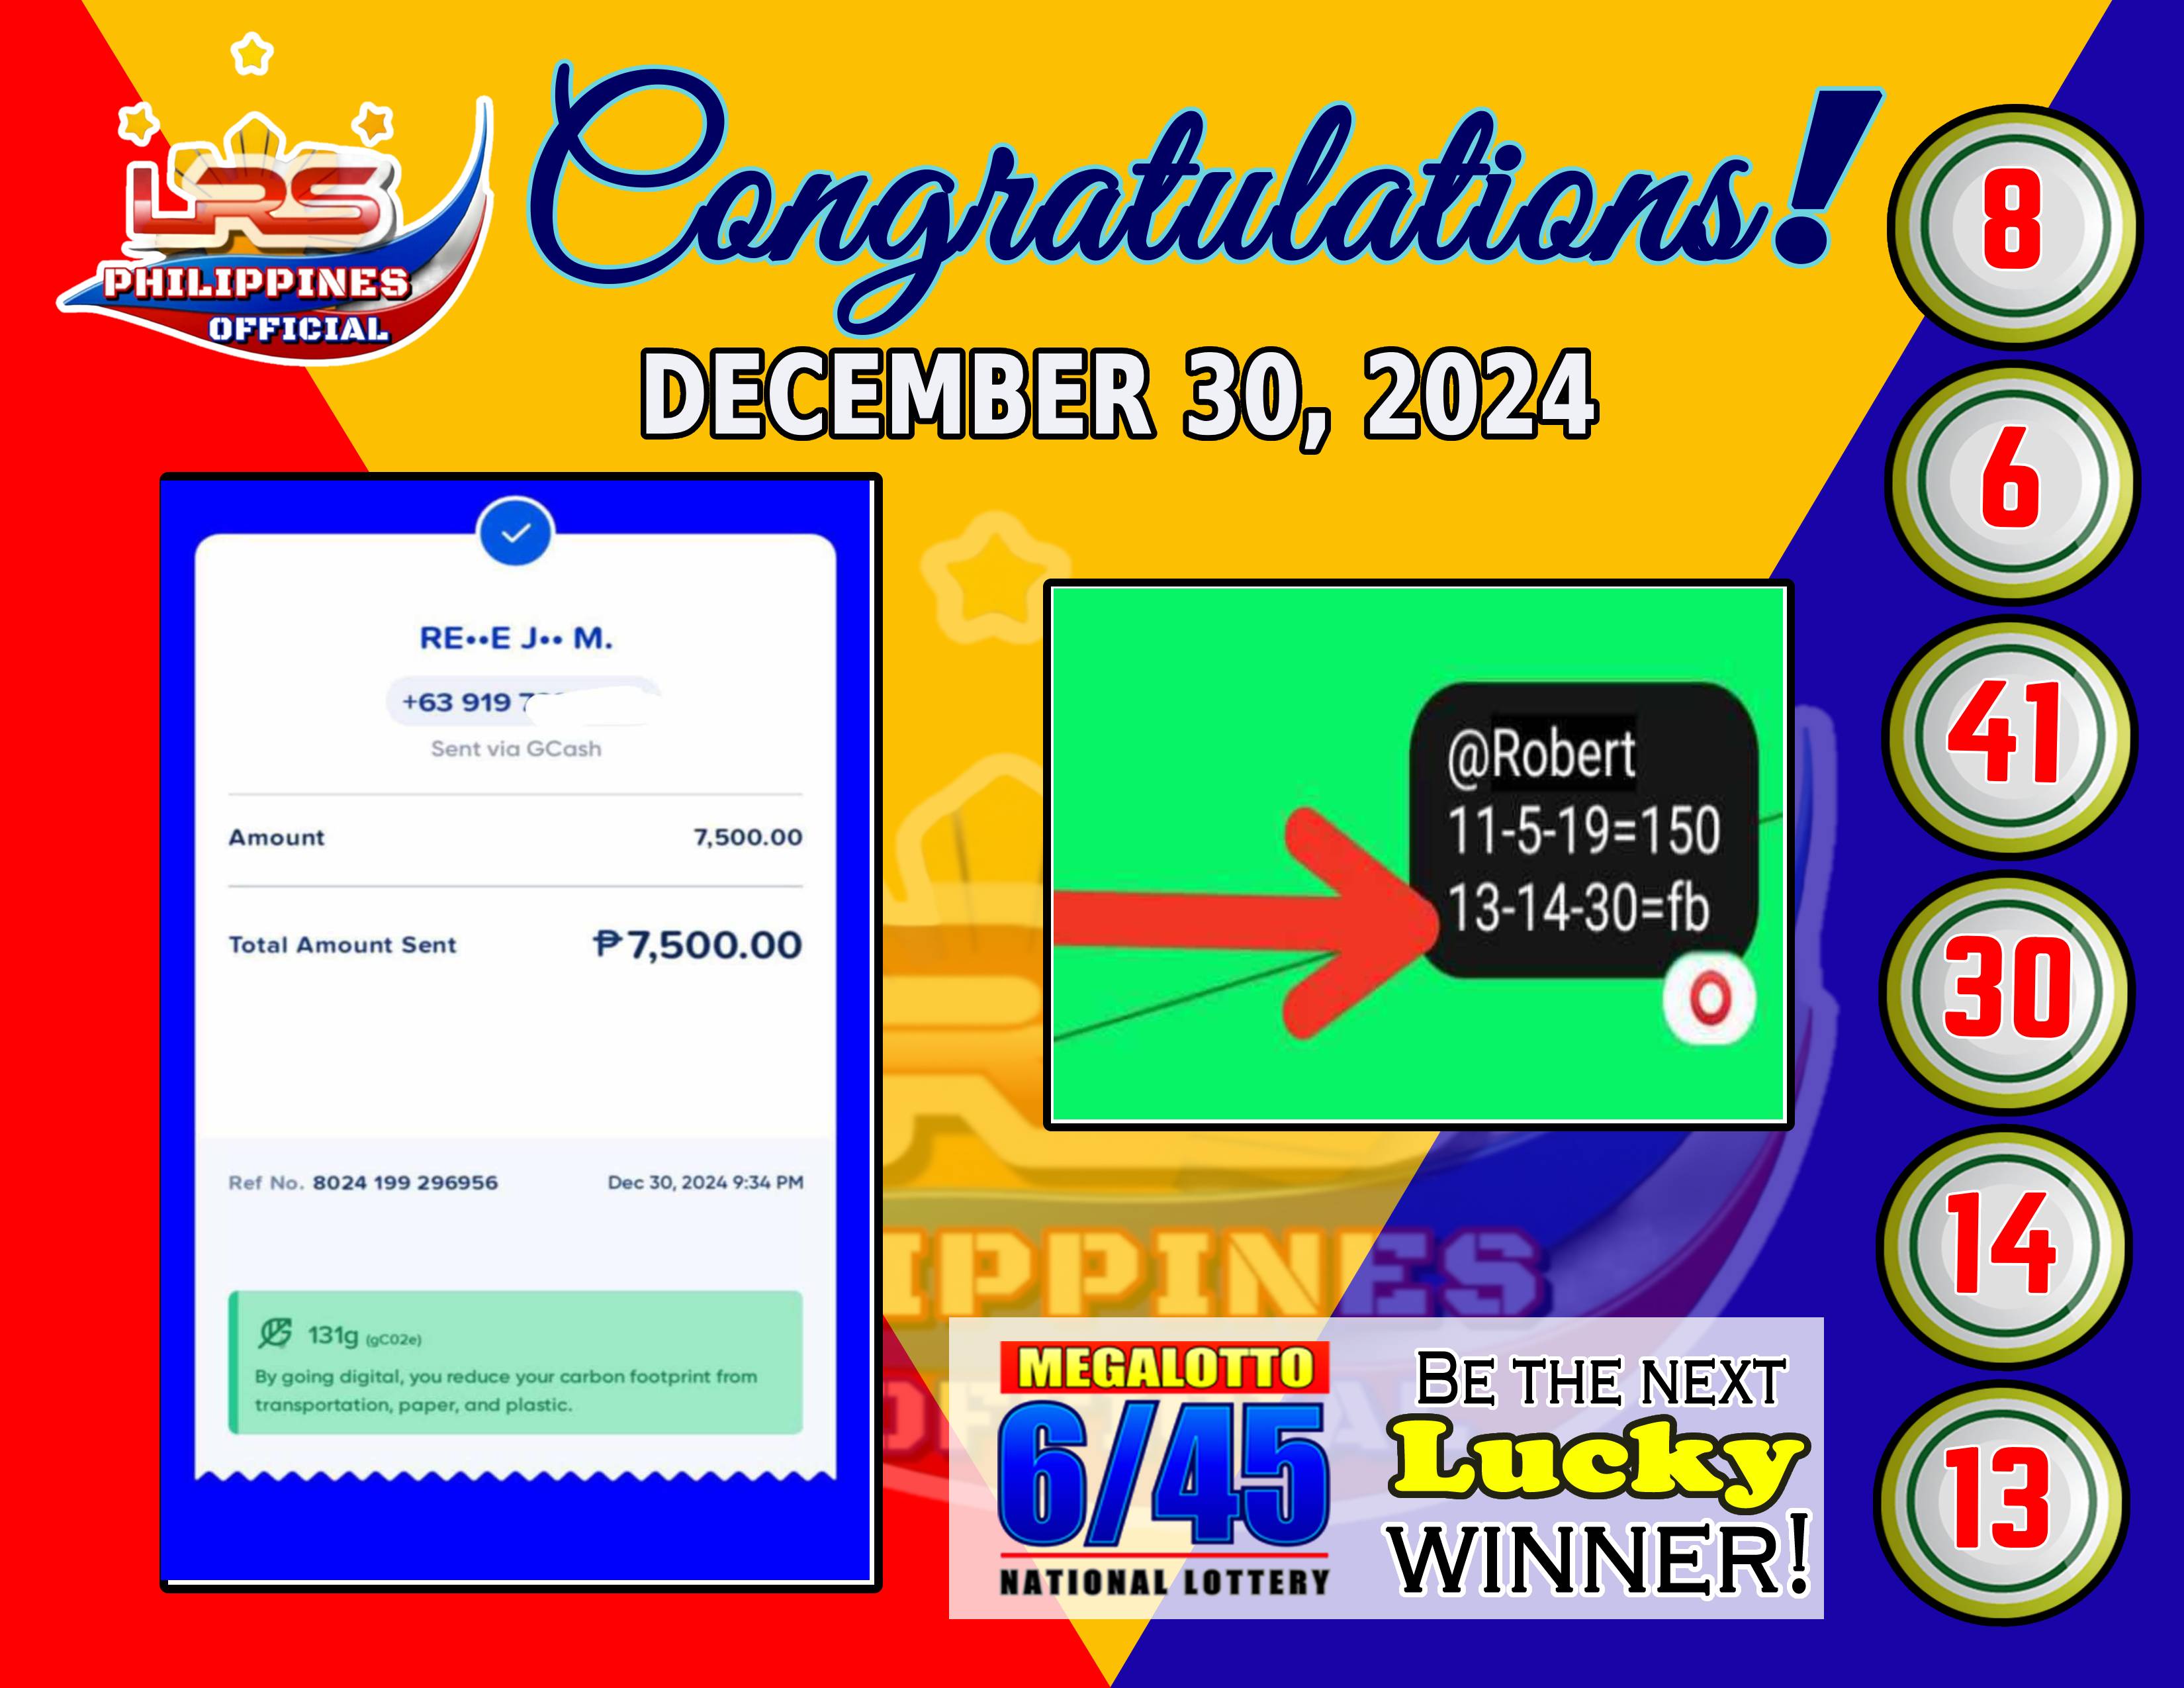 LRS
PHILIPPINES
OFFICIAL
Congratulations!
DECEMBER 30, 2024
RE••E J•• M.
+63 919
Sent via GCash
Amount 7,500.00
Total Amount Sent ₱7,500.00
Ref No. 8024 199 296956 Dec 30, 2024 9:34 PM
131g (gCO2e)
By going digital, you reduce your carbon footprint from
transportation, paper, and plastic.
@Robert
11-5-19=150
13-14-30=fb
MEGALOTTO
6/45
NATIONAL LOTTERY
BE THE NEXT
Lucky
WINNER!
8
6
41
30
14
13